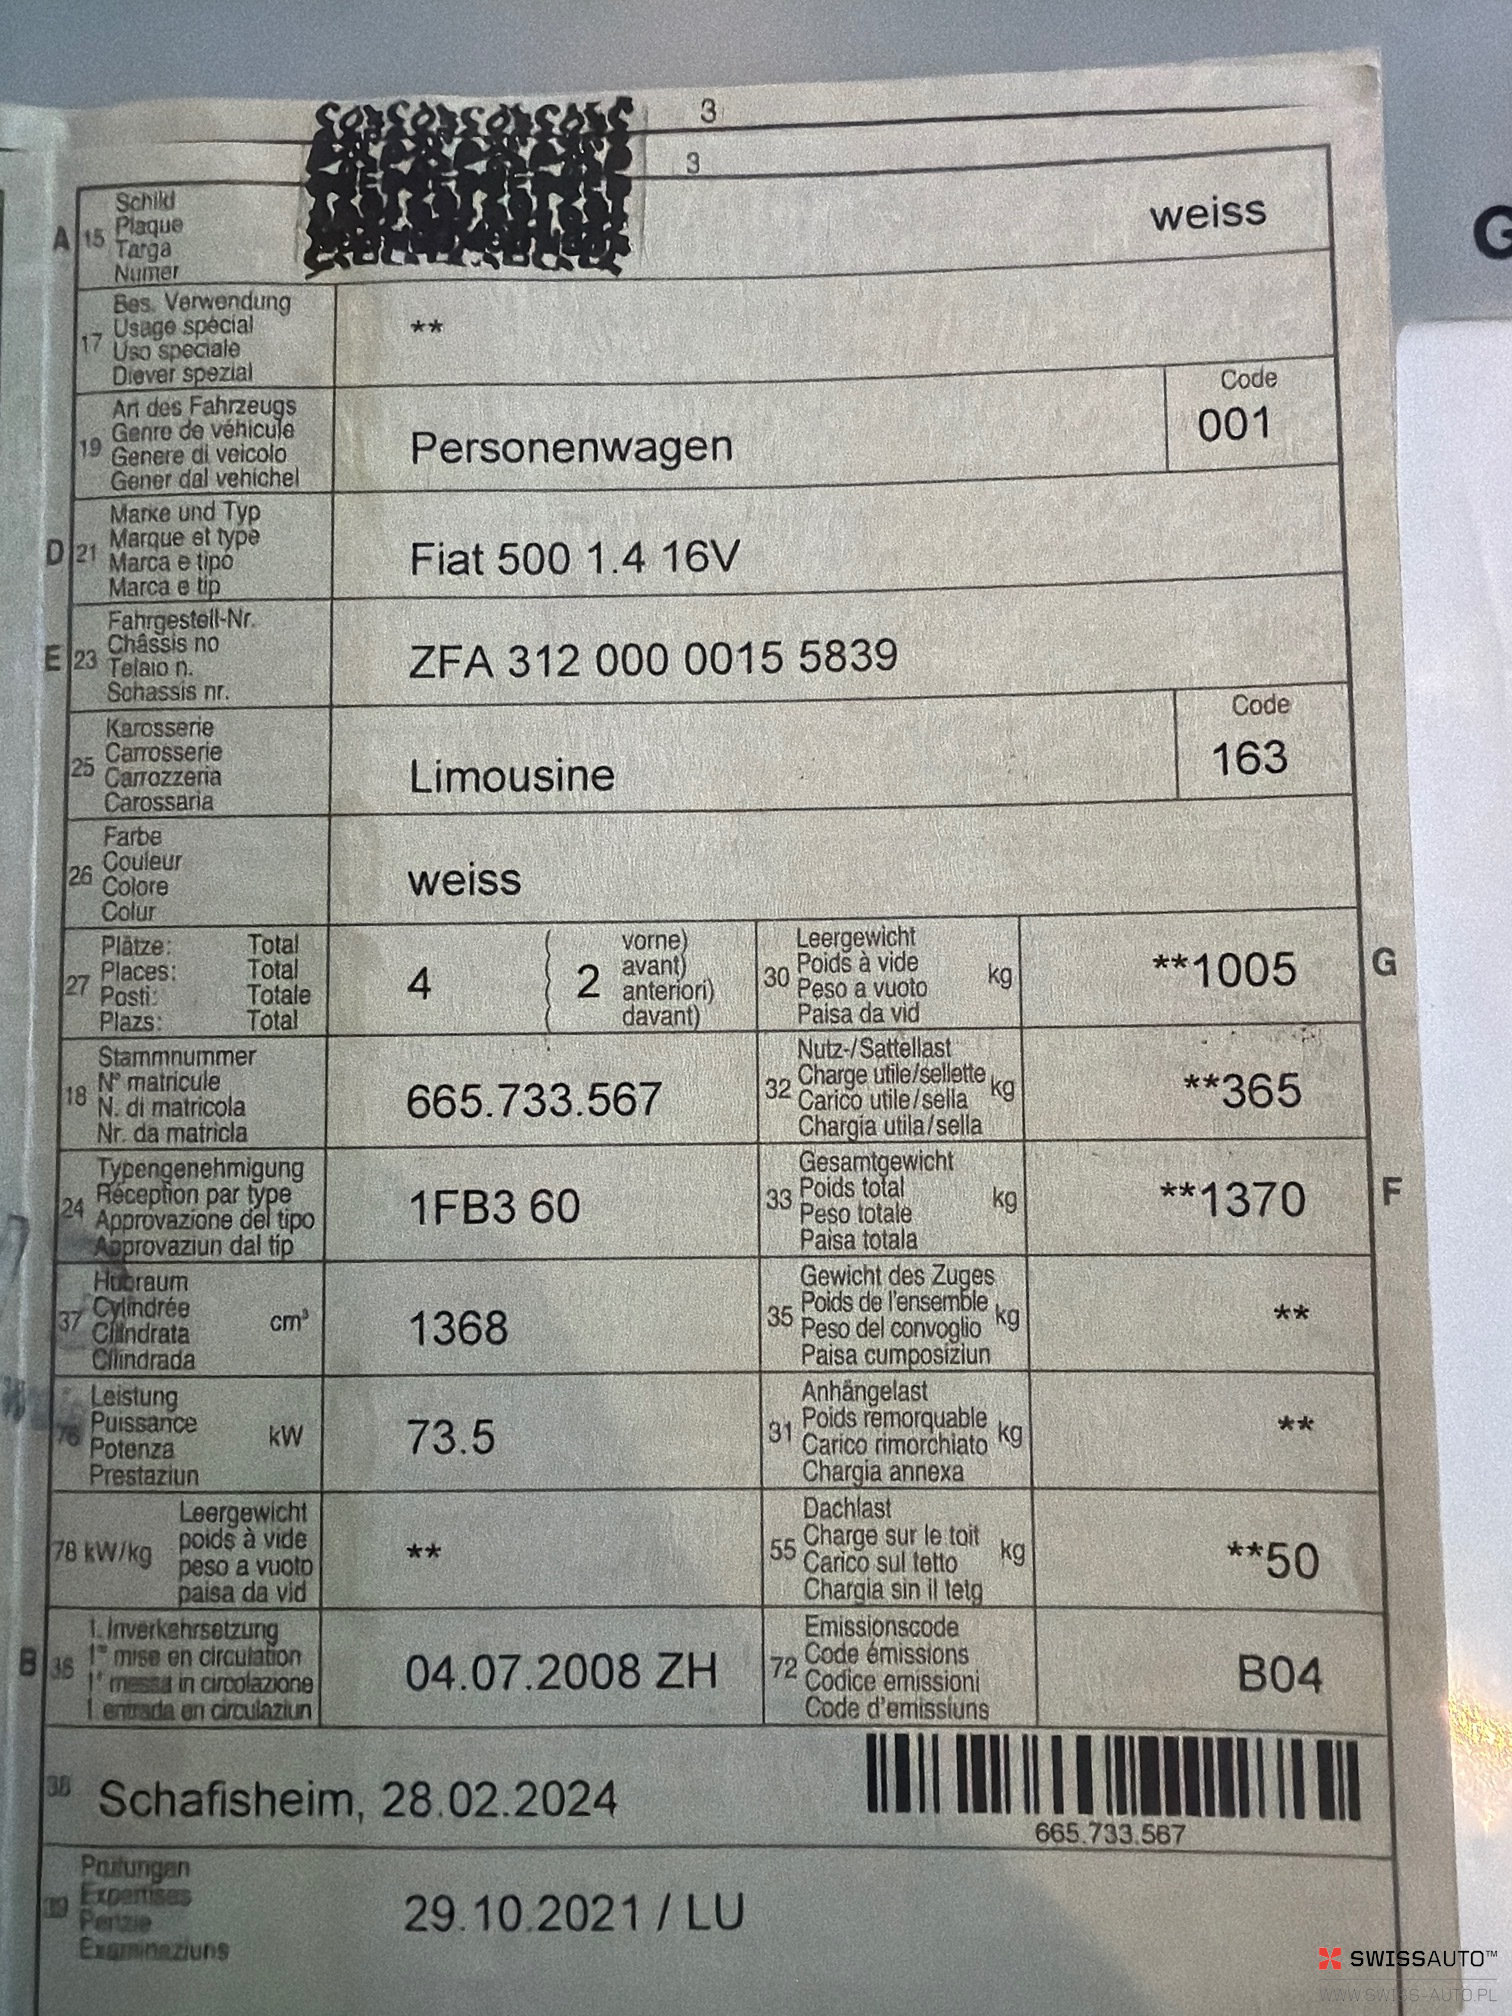 3
3
A 15 Schild
Plaque
Targa
Numer
weiss
17 Bes. Verwendung
Usage spécial
Uso speciale
Diever spezial
**
19 Art des Fahrzeugs
Genre de véhicule
Genere di veicolo
Gener dal vehichel
Personenwagen
Code
001
D 21 Marke und Typ
Marque et type
Marca e tipo
Marca e tip
Fiat 500 1.4 16V
E 23 Fahrgestell-Nr.
Châssis no
Telaio n.
Schassis nr.
ZFA 312 000 0015 5839
25 Karosserie
Carrosserie
Carrozzeria
Carossaria
Limousine
Code
163
26 Farbe
Couleur
Colore
Colur
weiss
27 Plätze: Total
Places: Total
Posti: Totale
Plazs: Total
4 ( 2 vorne)
avant)
anteriori)
davant)
30 Leergewicht
Poids à vide
Peso a vuoto
Paisa da vid
kg
**1005
G
18 Stammnummer
N° matricule
N. di matricola
Nr. da matricla
665.733.567
32 Nutz-/Sattellast
Charge utile/sellette
Carico utile/sella
Chargia utila/sella
kg
**365
24 Typengenehmigung
Réception par type
Approvazione del tipo
Approvaziun dal tip
1FB3 60
33 Gesamtgewicht
Poids total
Peso totale
Paisa totala
kg
**1370
F
37 Hubraum
Cylindrée
Cilindrata
Cilindrada
cm³
1368
35 Gewicht des Zuges
Poids de l'ensemble
Peso del convoglio
Paisa cumposiziun
kg
**
76 Leistung
Puissance
Potenza
Prestaziun
kW
73.5
31 Anhängelast
Poids remorquable
Carico rimorchiato
Chargia annexa
kg
**
78 kW/kg Leergewicht
poids à vide
peso a vuoto
paisa da vid
**
55 Dachlast
Charge sur le toit
Carico sul tetto
Chargia sin il tetg
kg
**50
B 36 1. Inverkehrsetzung
1re mise en circulation
1a messa in circolazione
1. entrada en circulaziun
04.07.2008 ZH
72 Emissionscode
Code émissions
Codice emissioni
Code d'emissiuns
B04
38 Schafisheim, 28.02.2024
665.733.567
39 Prüfungen
Expertises
Perizie
Examinaziuns
29.10.2021 / LU
G
SWISSAUTO™
WWW.SWISS-AUTO.PL